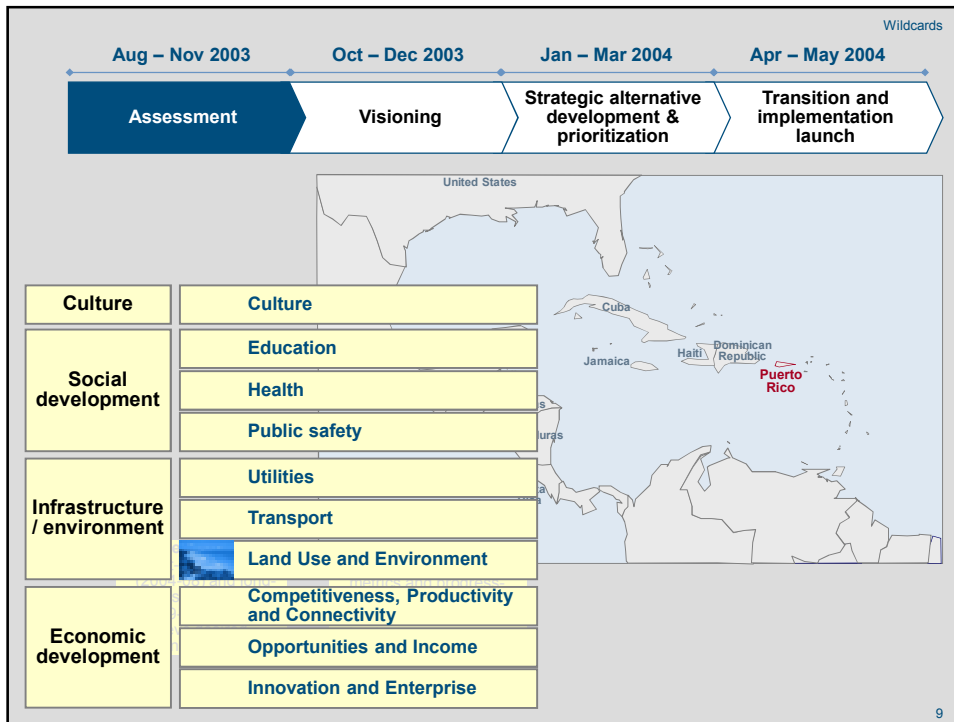 Wildcards
Aug – Nov 2003
Oct – Dec 2003
Jan – Mar 2004
Apr – May 2004
Assessment
Visioning
Strategic alternative
development &
prioritization
Transition and
implementation
launch
United States
Cuba
Jamaica
Haiti
Dominican
Republic
Puerto
Rico
Culture
Culture
Social
development
Education
Health
Public safety
Infrastructure
/ environment
Utilities
Transport
Land Use and Environment
Economic
development
Competitiveness, Productivity
and Connectivity
Opportunities and Income
Innovation and Enterprise
9